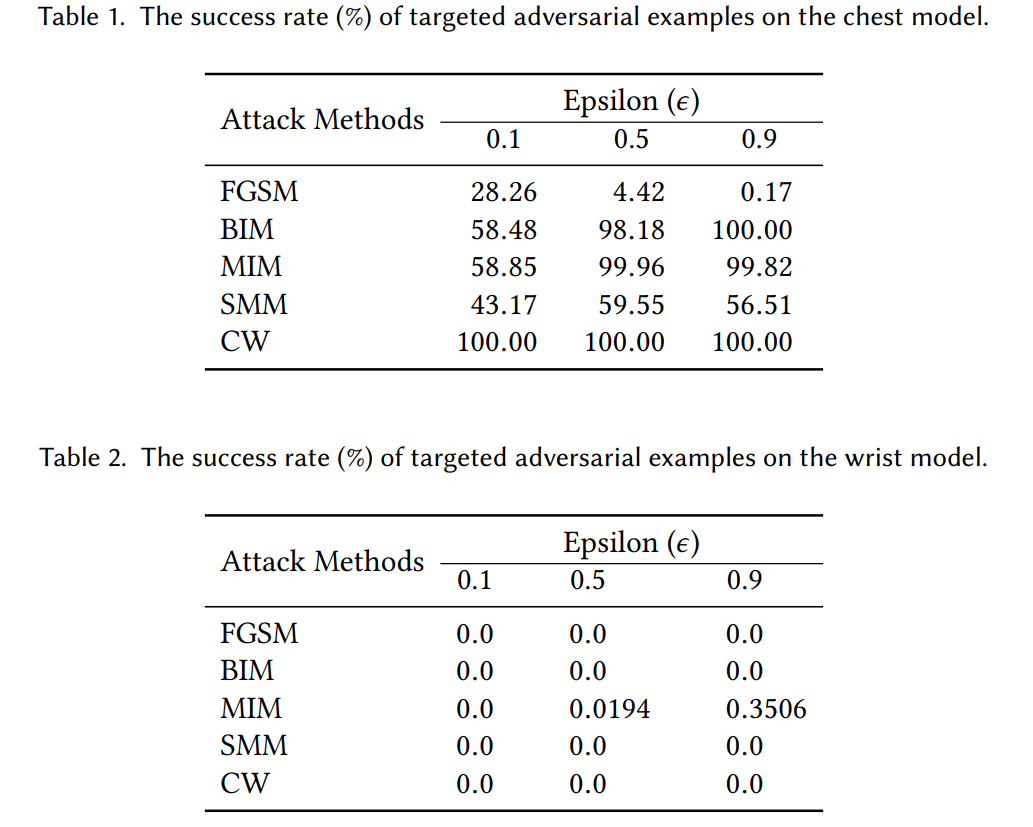 Table 1. The success rate (%) of targeted adversarial examples on the chest model.
Attack Methods Epsilon (ϵ)
0.1 0.5 0.9
FGSM 28.26 4.42 0.17
BIM 58.48 98.18 100.00
MIM 58.85 99.96 99.82
SMM 43.17 59.55 56.51
CW 100.00 100.00 100.00
Table 2. The success rate (%) of targeted adversarial examples on the wrist model.
Attack Methods Epsilon (ϵ)
0.1 0.5 0.9
FGSM 0.0 0.0 0.0
BIM 0.0 0.0 0.0
MIM 0.0 0.0194 0.3506
SMM 0.0 0.0 0.0
CW 0.0 0.0 0.0